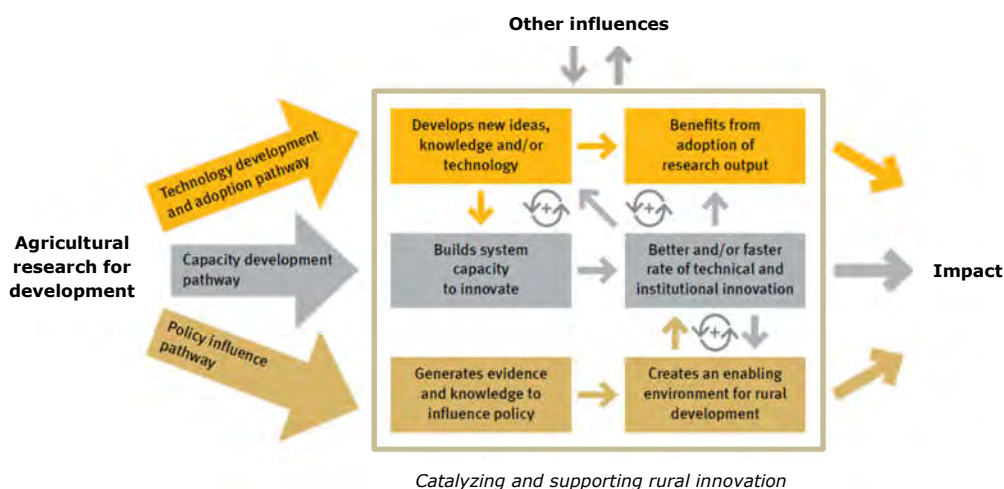 Other influences
Technology development
and adoption pathway
Develops new ideas,
knowledge and/or
technology
Benefits from
adoption of
research output
Agricultural
research for
development
Capacity development
pathway
Builds system
capacity
to innovate
Better and/or faster
rate of technical and
institutional innovation
Impact
Policy influence
pathway
Generates evidence
and knowledge to
influence policy
Creates an enabling
environment for rural
development
Catalyzing and supporting rural innovation